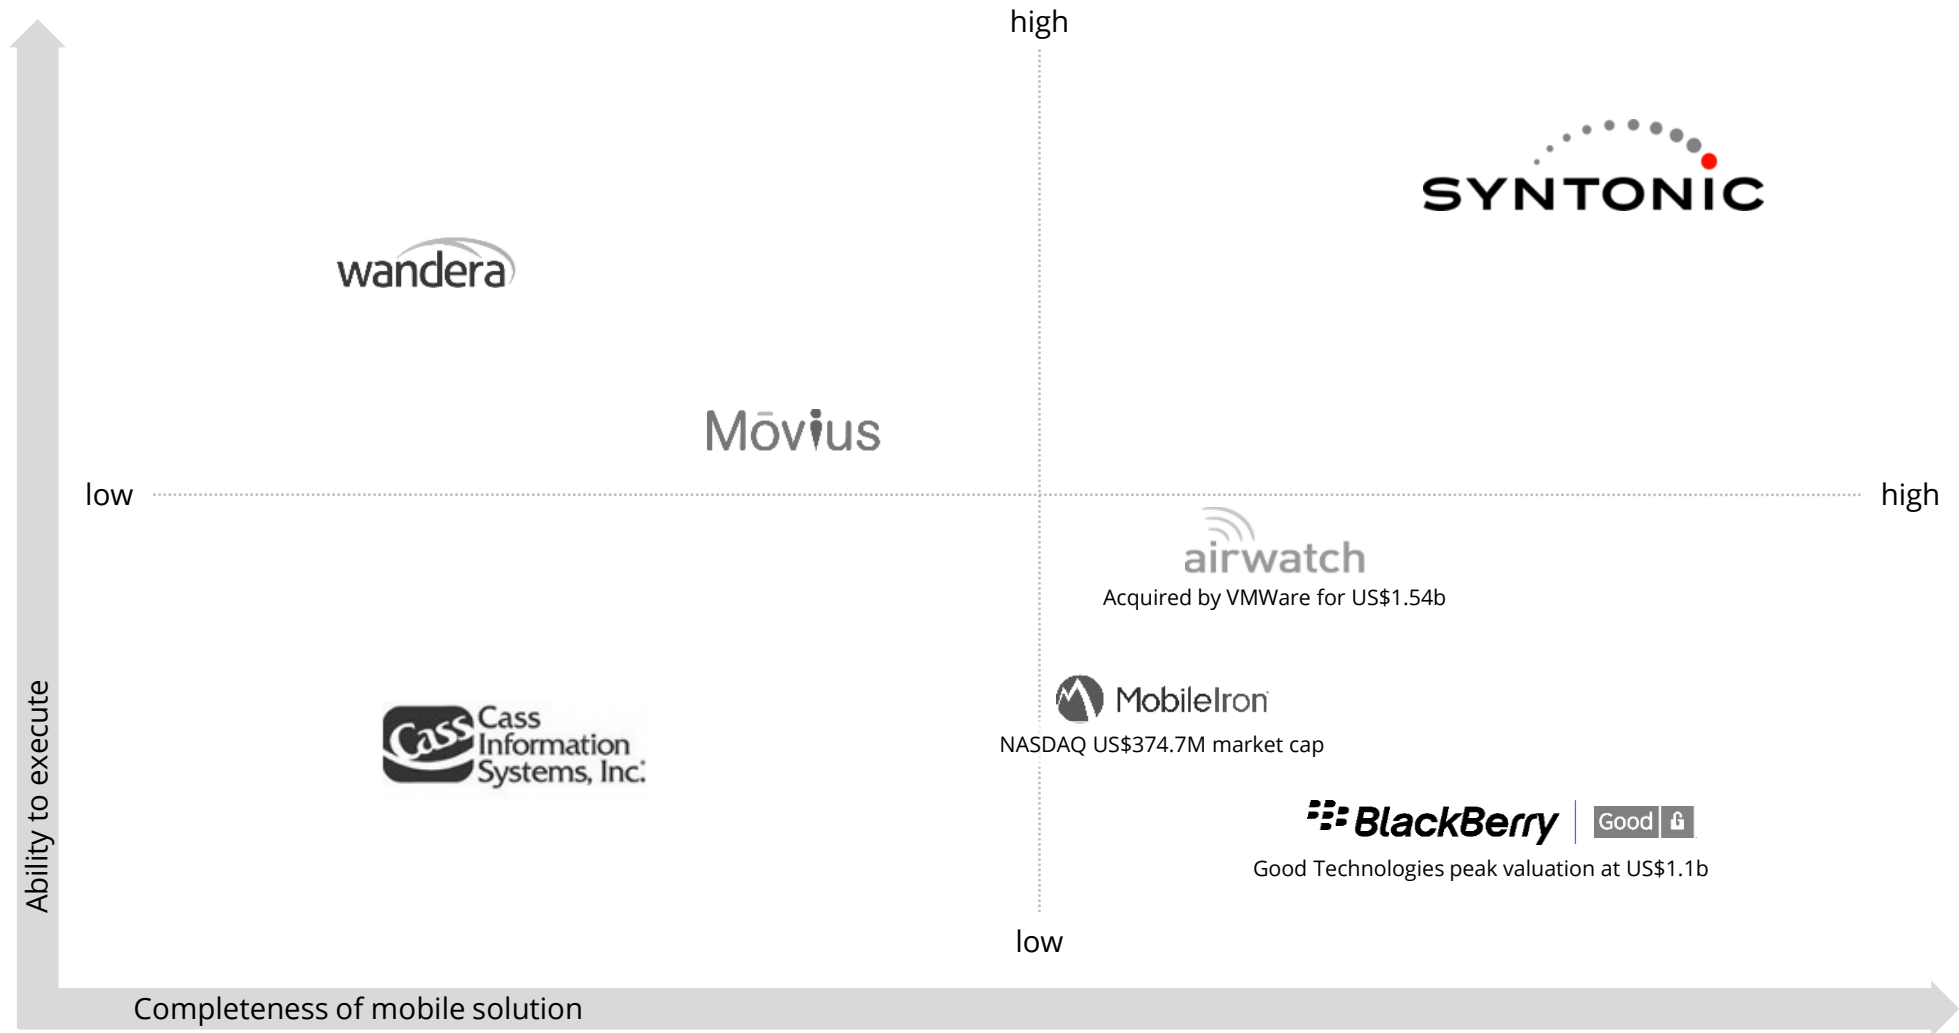 high
SYNTONIC
wandera
Mōvius
low
high
airwatch
Acquired by VMWare for US$1.54b
MobileIron
NASDAQ US$374.7M market cap
Cass
Cass
Information
Systems, Inc.
BlackBerry
Good
Good Technologies peak valuation at US$1.1b
low
Ability to execute
Completeness of mobile solution